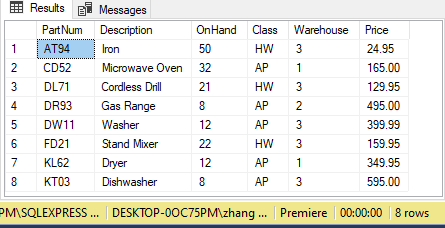 Results Messages
PartNum Description OnHand Class Warehouse Price
1 AT94 Iron 50 HW 3 24.95
2 CD52 Microwave Oven 32 AP 1 165.00
3 DL71 Cordless Drill 21 HW 3 129.95
4 DR93 Gas Range 8 AP 2 495.00
5 DW11 Washer 12 AP 3 399.99
6 FD21 Stand Mixer 22 HW 3 159.95
7 KL62 Dryer 12 AP 1 349.95
8 KT03 Dishwasher 8 AP 3 595.00
PM\SQLEXPRESS ... DESKTOP-0OC75PM\zhang ... Premiere 00:00:00 8 rows